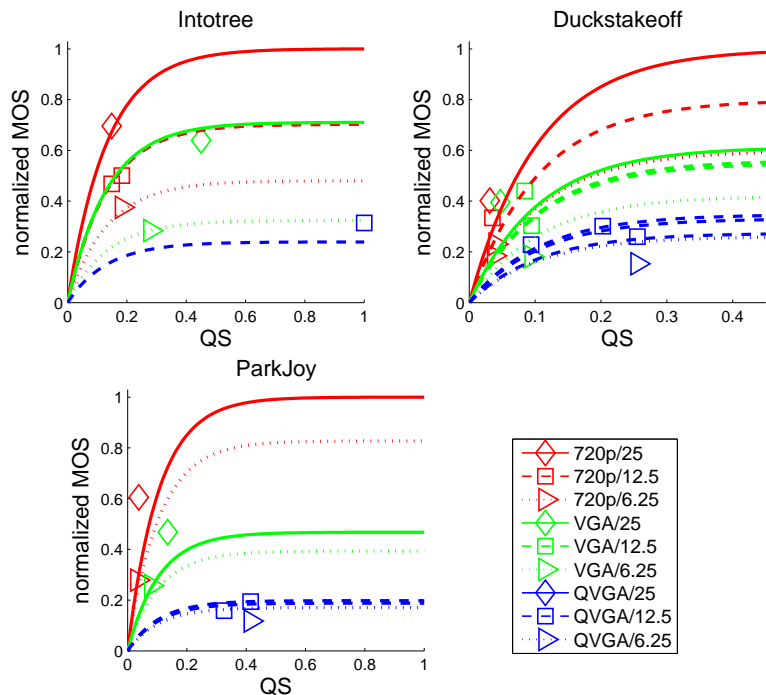 Intotree
normalized MOS
1
0.8
0.6
0.4
0.2
0
0 0.2 0.4 0.6 0.8 1
QS
Duckstakeoff
normalized MOS
1
0.8
0.6
0.4
0.2
0
0 0.1 0.2 0.3 0.4
QS
ParkJoy
normalized MOS
1
0.8
0.6
0.4
0.2
0
0 0.2 0.4 0.6 0.8 1
QS
720p/25
720p/12.5
720p/6.25
VGA/25
VGA/12.5
VGA/6.25
QVGA/25
QVGA/12.5
QVGA/6.25